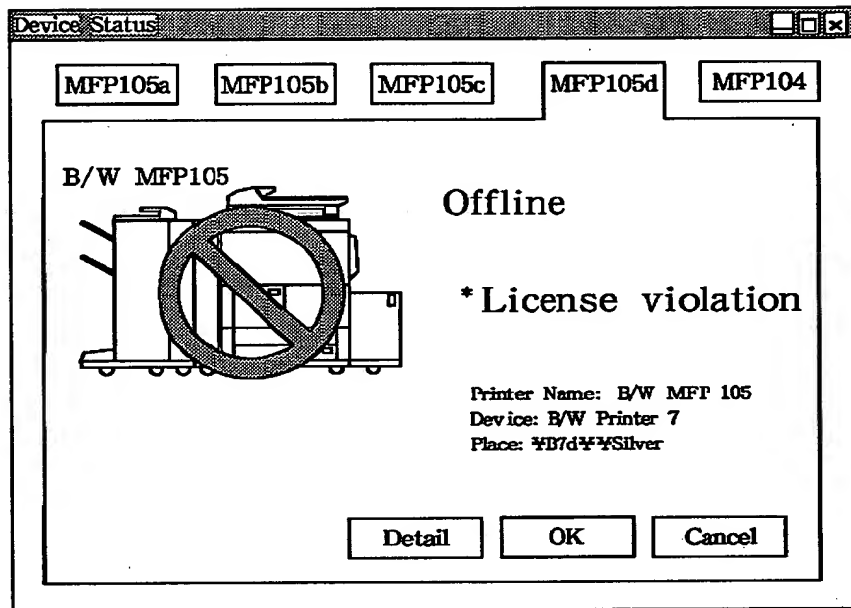 Device Status
MFP105a MFP105b MFP105c MFP105d MFP104
B/W MFP105
Offline
*License violation
Printer Name: B/W MFP 105
Device: B/W Printer 7
Place: ¥B7d¥¥Silver
Detail OK Cancel